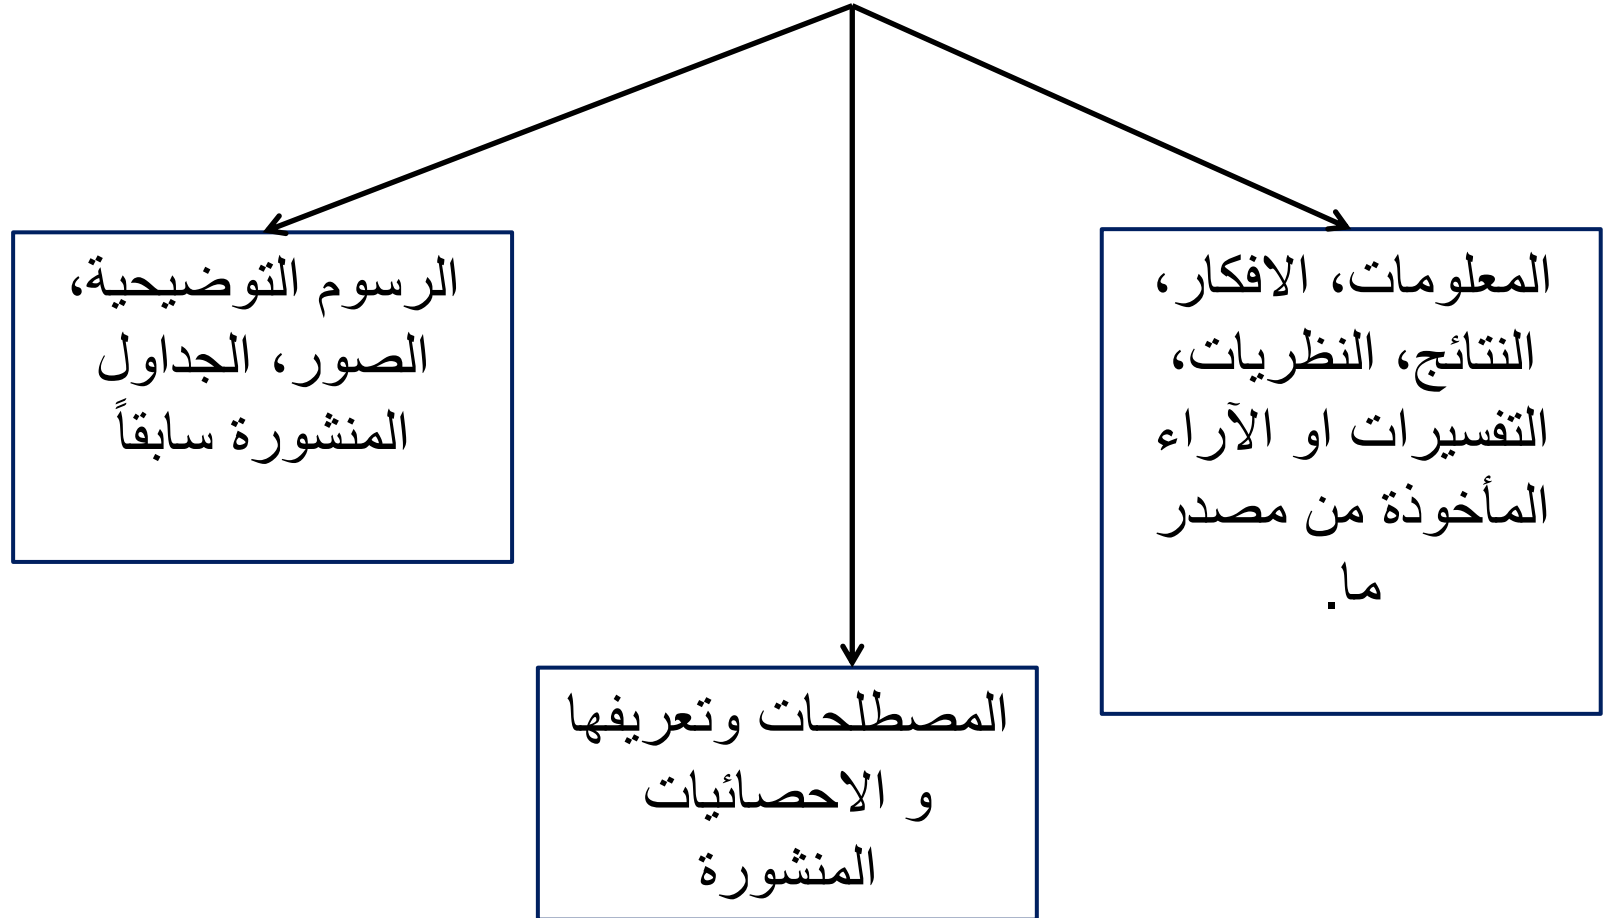 المعلومات، الافكار،
النتائج، النظريات،
التفسيرات او الآراء
المأخوذة من مصدر
ما.
الرسوم التوضيحية،
الصور، الجداول
المنشورة سابقاً
المصطلحات وتعريفها
و الاحصائيات
المنشورة